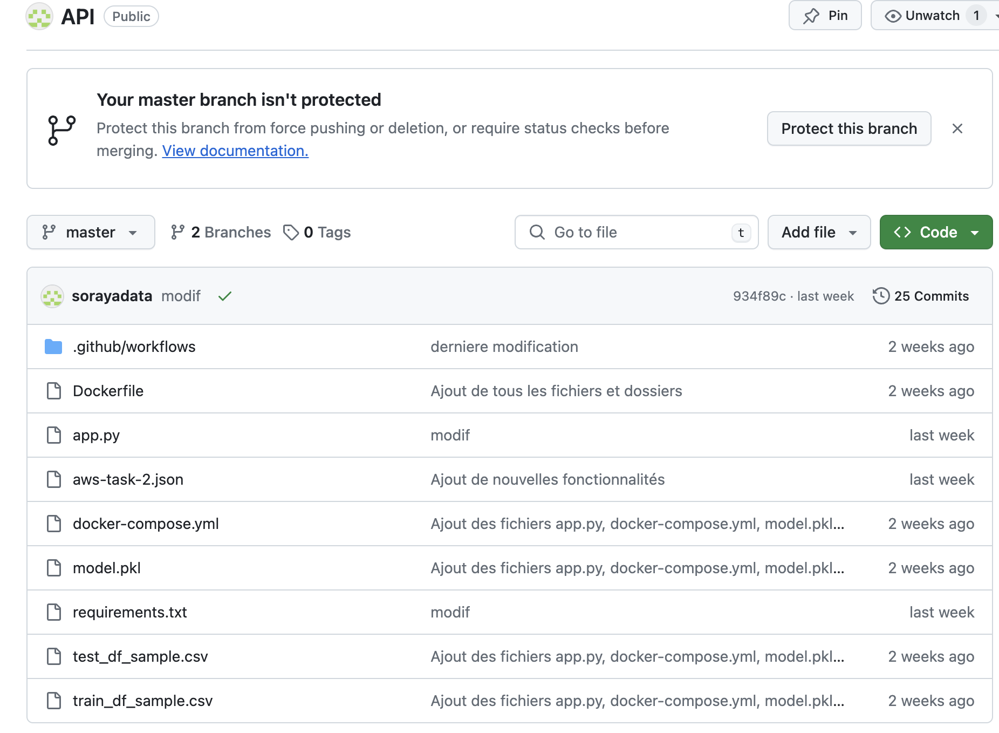 API Public Pin Unwatch 1
Your master branch isn't protected
Protect this branch from force pushing or deletion, or require status checks before
merging. View documentation.
Protect this branch
master 2 Branches 0 Tags Go to file t Add file Code
sorayadata modif 934f89c · last week 25 Commits
.github/workflows derniere modification 2 weeks ago
Dockerfile Ajout de tous les fichiers et dossiers 2 weeks ago
app.py modif last week
aws-task-2.json Ajout de nouvelles fonctionnalités last week
docker-compose.yml Ajout des fichiers app.py, docker-compose.yml, model.pkl... 2 weeks ago
model.pkl Ajout des fichiers app.py, docker-compose.yml, model.pkl... 2 weeks ago
requirements.txt modif last week
test_df_sample.csv Ajout des fichiers app.py, docker-compose.yml, model.pkl... 2 weeks ago
train_df_sample.csv Ajout des fichiers app.py, docker-compose.yml, model.pkl... 2 weeks ago